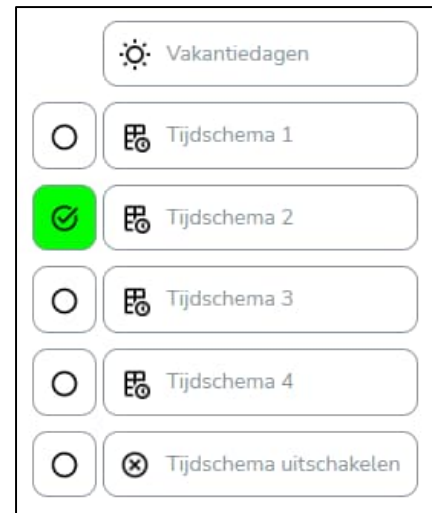 Vakantiedagen
Tijdschema 1
Tijdschema 2
Tijdschema 3
Tijdschema 4
Tijdschema uitschakelen